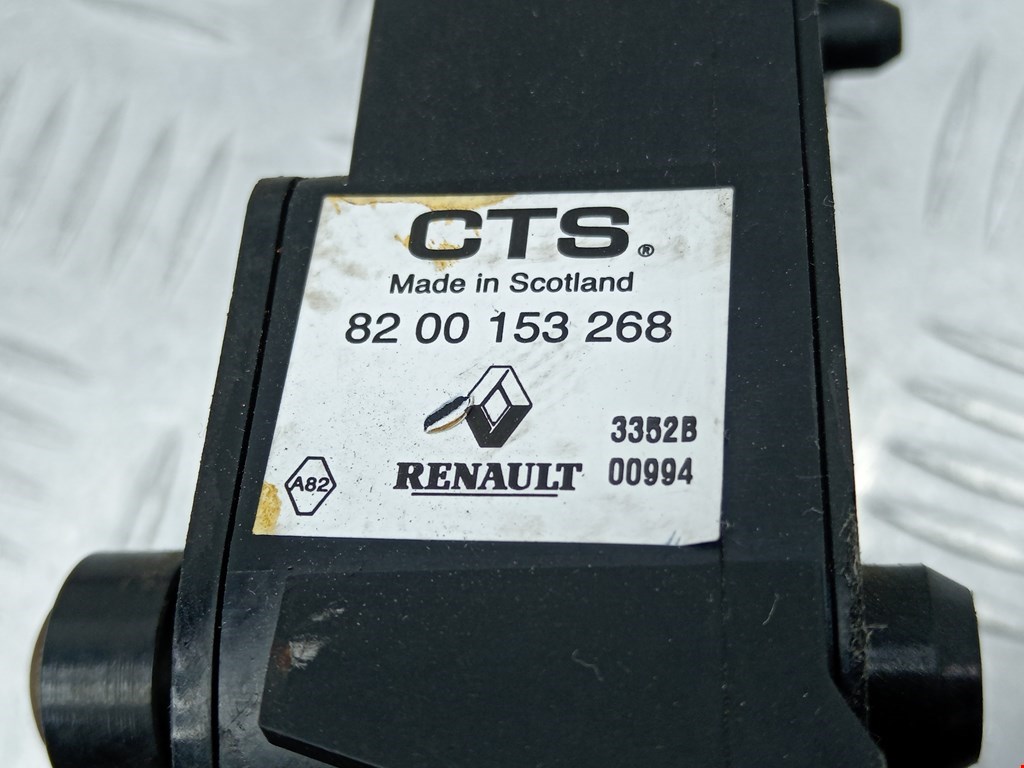 CTS®
Made in Scotland
82 00 153 268
3352B
A82
RENAULT
00994